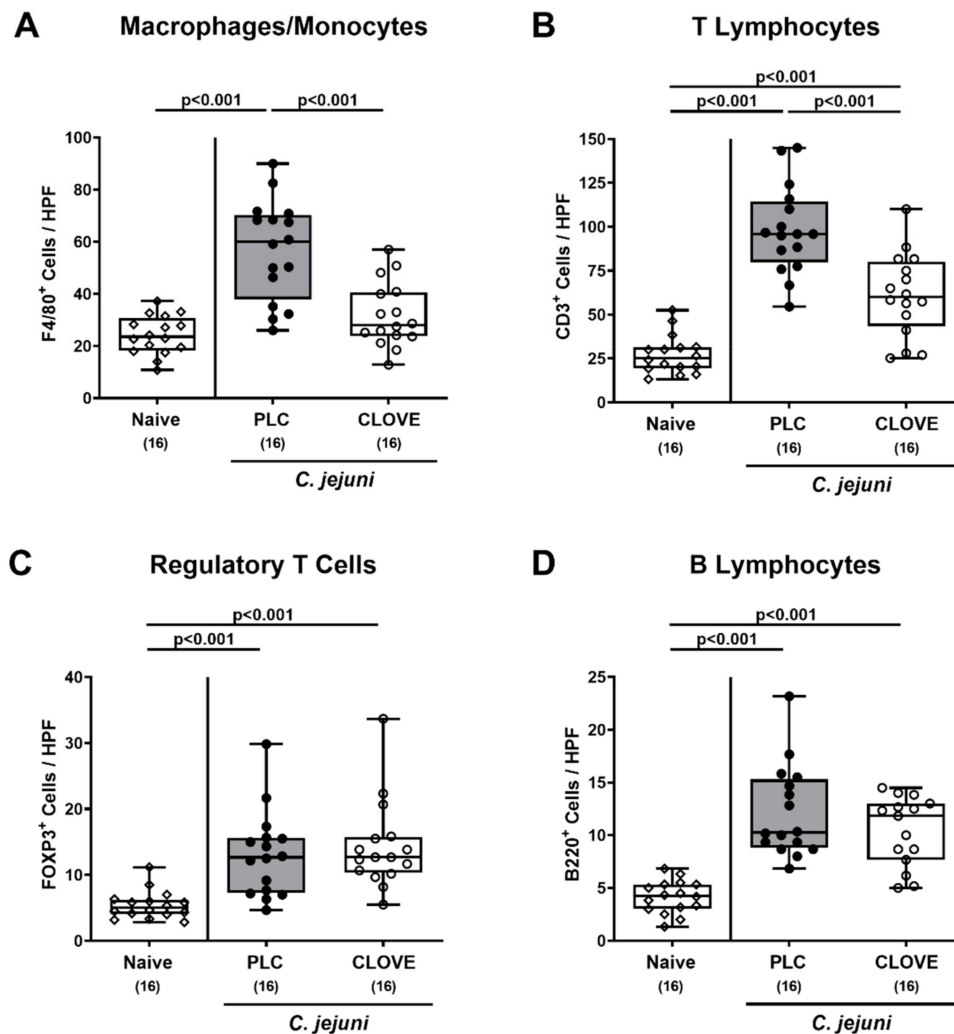 A Macrophages/Monocytes
p<0.001 p<0.001
F4/80+ Cells / HPF
100
80
60
40
20
0
Naive PLC CLOVE
(16) (16) (16)
C. jejuni
B T Lymphocytes
p<0.001
p<0.001 p<0.001
CD3+ Cells / HPF
150
125
100
75
50
25
0
Naive PLC CLOVE
(16) (16) (16)
C. jejuni
C Regulatory T Cells
p<0.001
p<0.001
FOXP3+ Cells / HPF
40
30
20
10
0
Naive PLC CLOVE
(16) (16) (16)
C. jejuni
D B Lymphocytes
p<0.001
p<0.001
B220+ Cells / HPF
25
20
15
10
5
0
Naive PLC CLOVE
(16) (16) (16)
C. jejuni